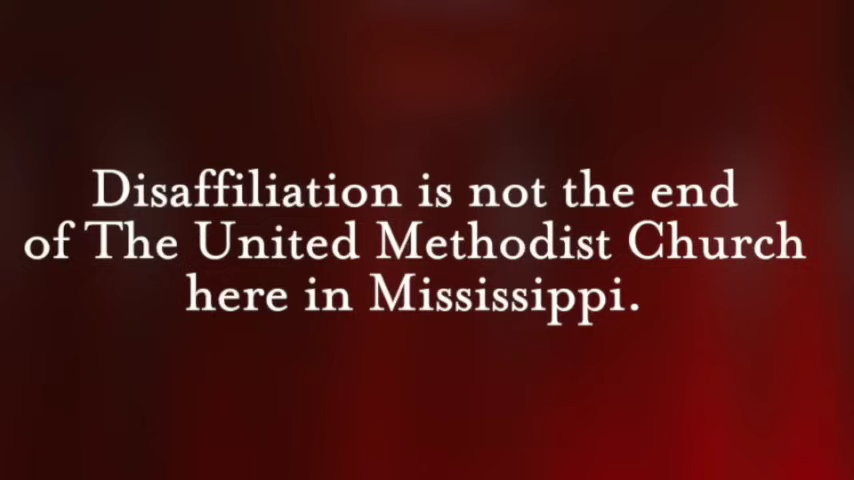 Disaffiliation is not the end
of The United Methodist Church
here in Mississippi.